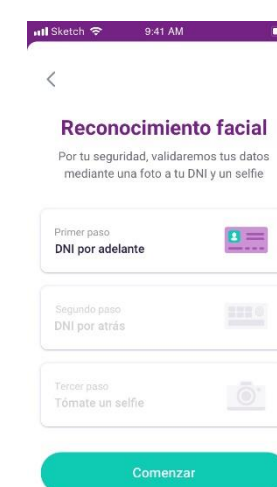 Sketch 9:41 AM
Reconocimiento facial
Por tu seguridad, validaremos tus datos
mediante una foto a tu DNI y un selfie
Primer paso
DNI por adelante
Segundo paso
DNI por atrás
Tercer paso
Tómate un selfie
Comenzar